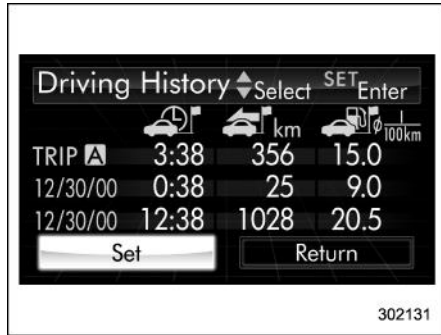 Driving History Select SET Enter
km ø l/100km
TRIP A 3:38 356 15.0
12/30/00 0:38 25 9.0
12/30/00 12:38 1028 20.5
Set Return
302131